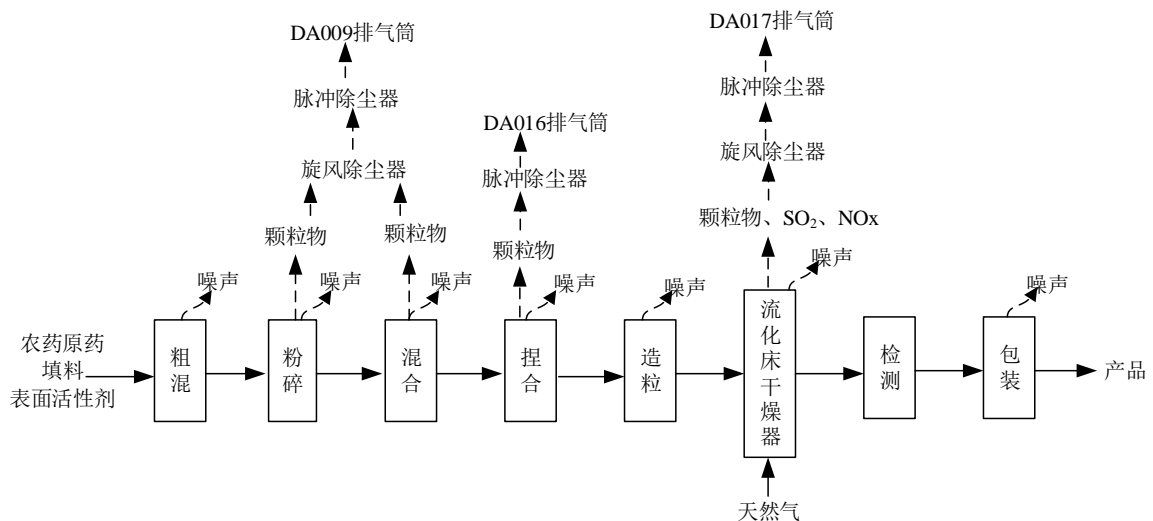 DA009排气筒
DA017排气筒
脉冲除尘器
脉冲除尘器
DA016排气筒
旋风除尘器
旋风除尘器
脉冲除尘器
颗粒物、SO₂、NOx
颗粒物
颗粒物
颗粒物
噪声
噪声
噪声
噪声
噪声
噪声
噪声
农药原药
填料
表面活性剂
粗混
粉碎
混合
捏合
造粒
流化床干燥器
检测
包装
产品
天然气